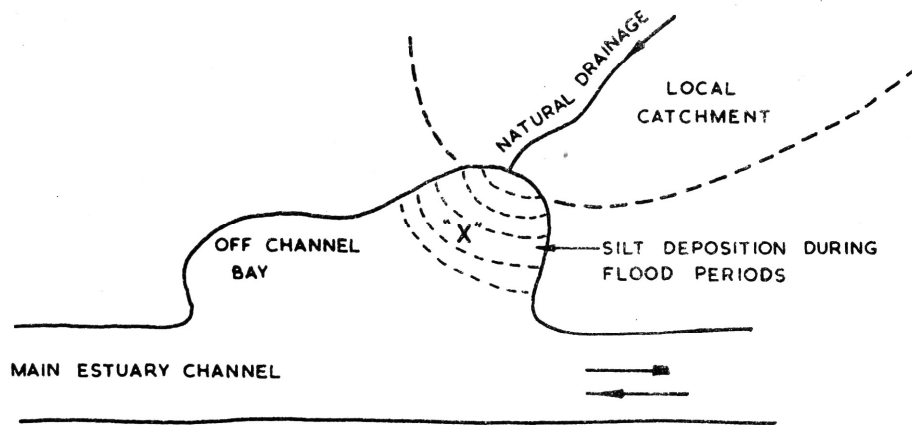 NATURAL DRAINAGE
LOCAL
CATCHMENT
OFF CHANNEL
BAY
"X"
SILT DEPOSITION DURING
FLOOD PERIODS
MAIN ESTUARY CHANNEL